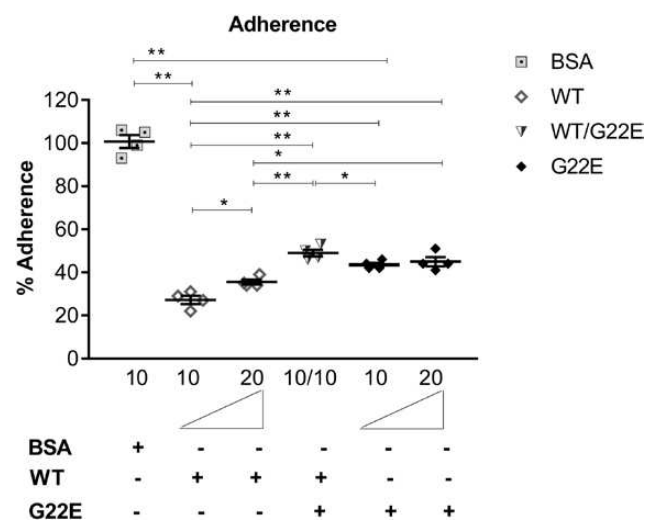 Adherence
**
**
**
**
**
*
** *
*
BSA
WT
WT/G22E
G22E
% Adherence
120
100
80
60
40
20
0
10 10 20 10/10 10 20
BSA + - - - - -
WT - + + + - -
G22E - - - + + +